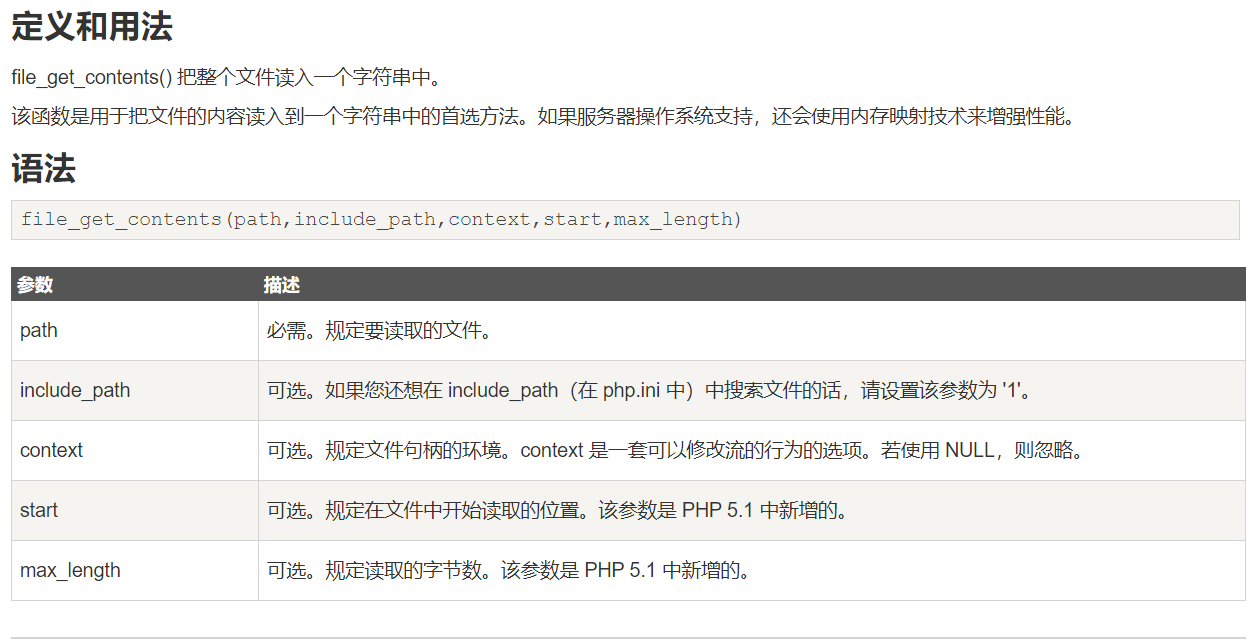 定义和用法
file_get_contents() 把整个文件读入一个字符串中。
该函数是用于把文件的内容读入到一个字符串中的首选方法。如果服务器操作系统支持，还会使用内存映射技术来增强性能。
语法
file_get_contents(path,include_path,context,start,max_length)
参数 描述
path 必需。规定要读取的文件。
include_path 可选。如果您还想在 include_path（在 php.ini 中）中搜索文件的话，请设置该参数为 '1'。
context 可选。规定文件句柄的环境。context 是一套可以修改流的行为的选项。若使用 NULL，则忽略。
start 可选。规定在文件中开始读取的位置。该参数是 PHP 5.1 中新增的。
max_length 可选。规定读取的字节数。该参数是 PHP 5.1 中新增的。